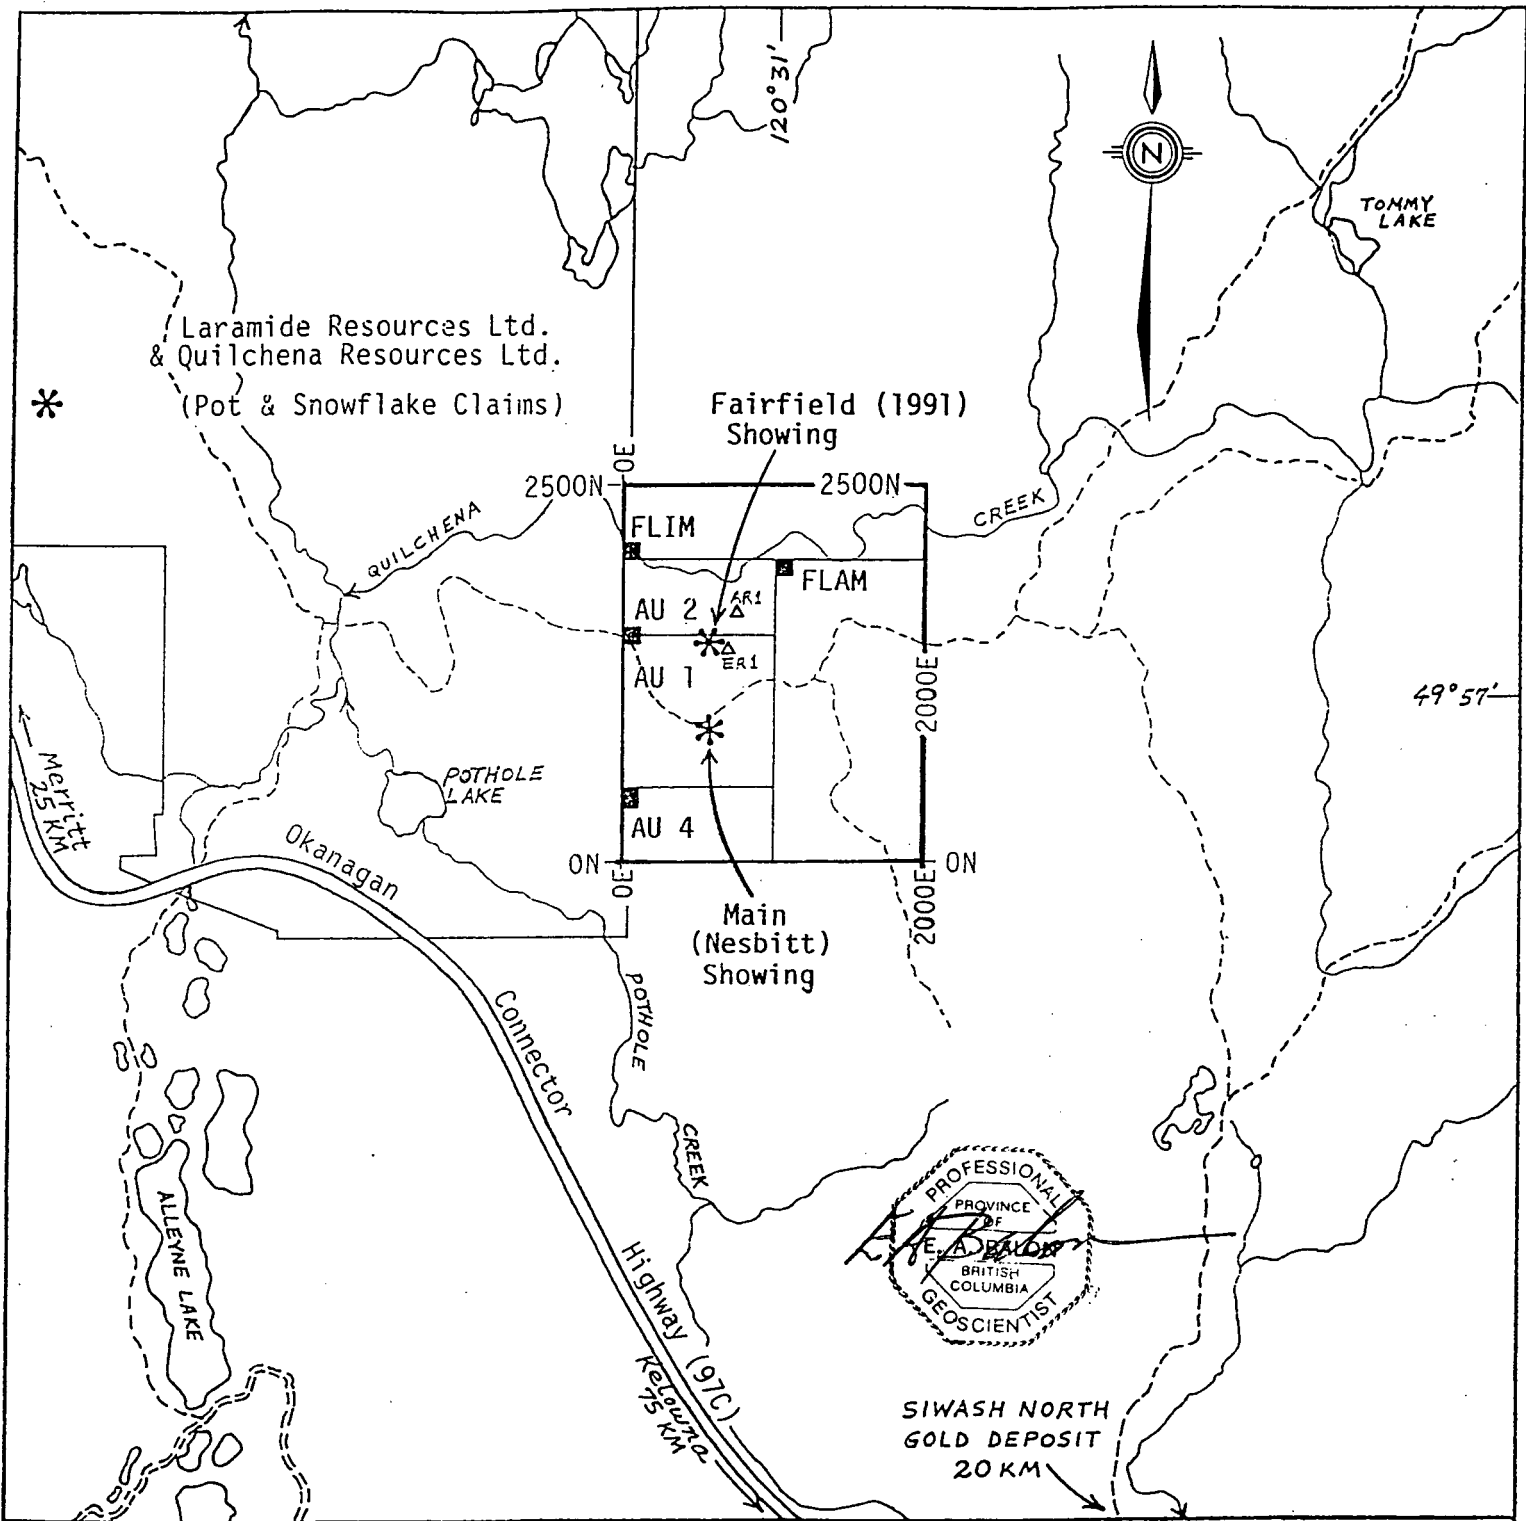 120°31'
N
TOMMY
LAKE
Laramide Resources Ltd.
& Quilchena Resources Ltd.
(Pot & Snowflake Claims)
Fairfield (1991)
Showing
0E
2500N
2500N
QUILCHENA
CREEK
FLIM
FLAM
AU 2
AR1
ER1
AU 1
2000E
49°57'
Merritt
25 KM
POTHOLE
LAKE
AU 4
0N
0N
0E
2000E
Okanagan
Main
(Nesbitt)
Showing
Connector
POTHOLE
CREEK
ALLEYNE LAKE
Highway (97C)
Kelowna
75 KM
PROFESSIONAL
PROVINCE
OF
E. A. BALON
BRITISH
COLUMBIA
GEOSCIENTIST
SIWASH NORTH
GOLD DEPOSIT
20 KM